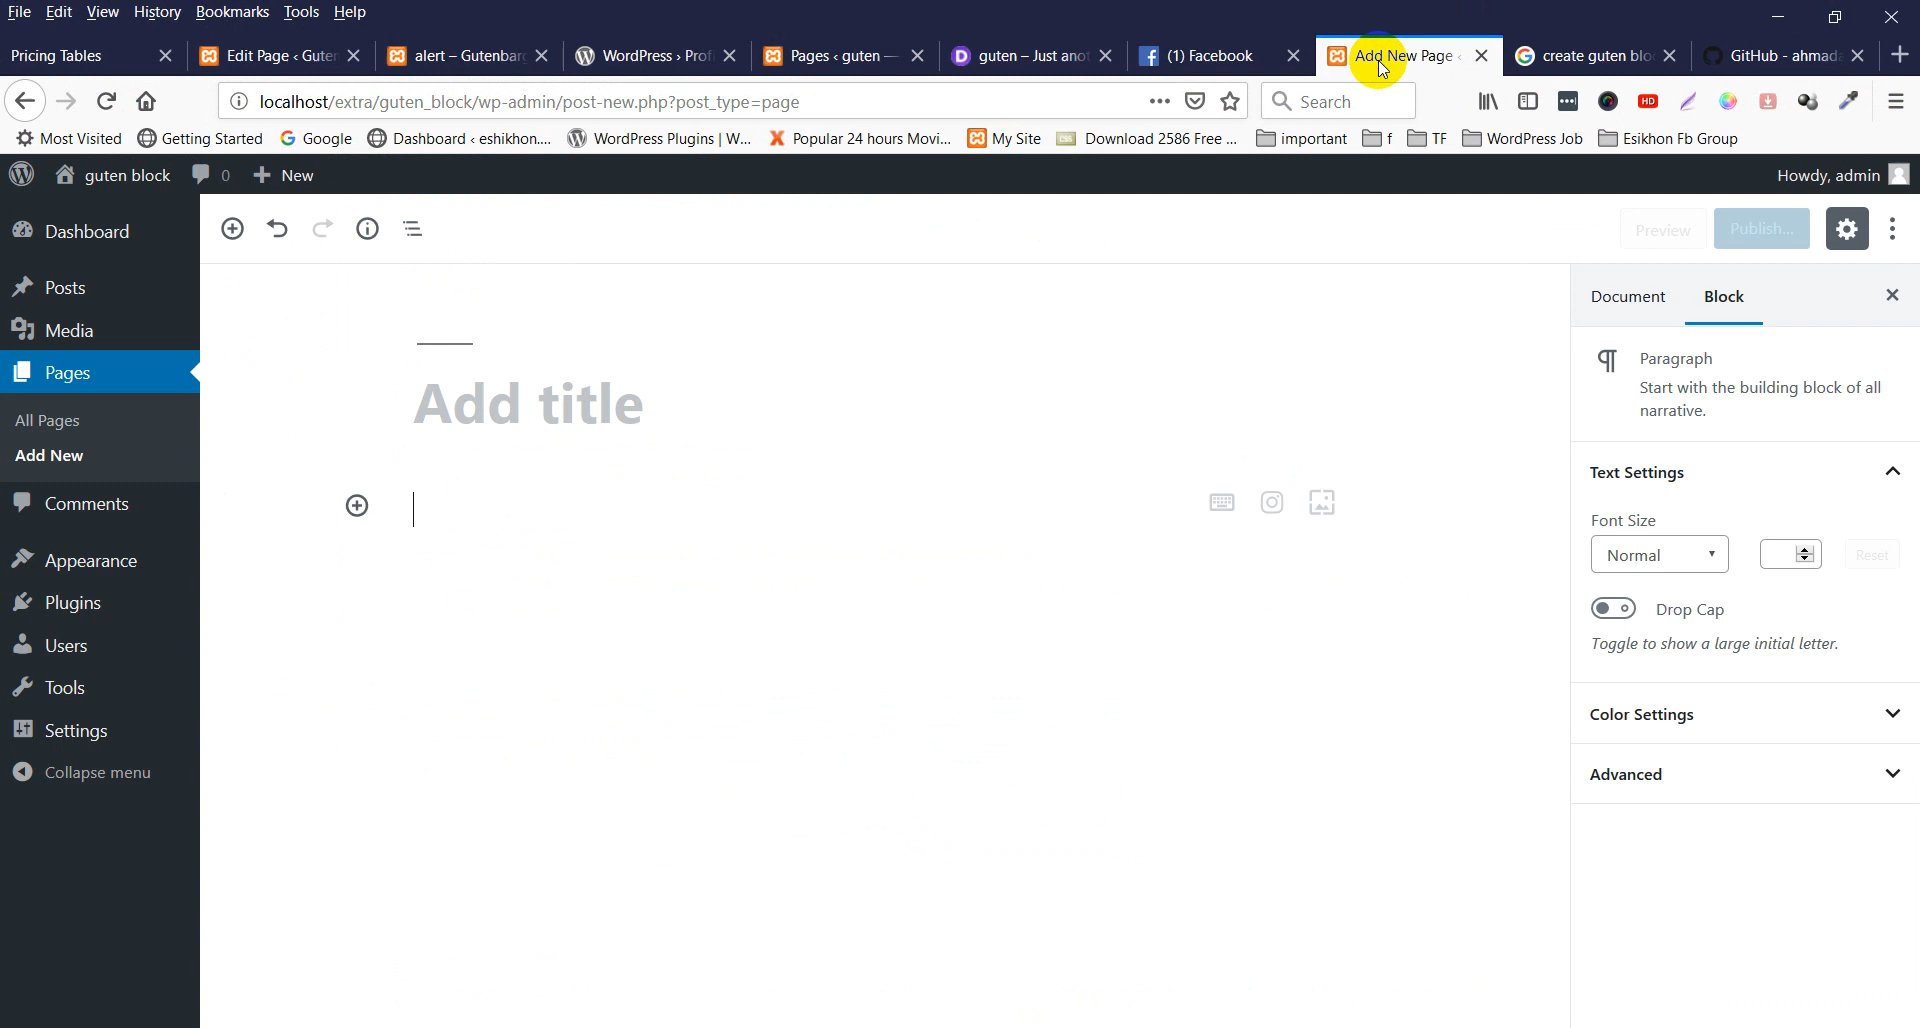 File Edit View History Bookmarks Tools Help
Pricing Tables Edit Page ‹ Guten alert – Gutenbar WordPress › Profi Pages ‹ guten — guten – Just anot (1) Facebook Add New Page ‹ create guten blo GitHub - ahmada
localhost/extra/guten_block/wp-admin/post-new.php?post_type=page Search HD
Most Visited Getting Started Google Dashboard ‹ eshikhon.... WordPress Plugins | W... Popular 24 hours Movi... My Site Download 2586 Free ... important f TF WordPress Job Esikhon Fb Group
guten block 0 New Howdy, admin
Dashboard
Posts
Media
Pages
All Pages
Add New
Comments
Appearance
Plugins
Users
Tools
Settings
Collapse menu
Preview Publish...
Add title
Document Block
Paragraph
Start with the building block of all
narrative.
Text Settings
Font Size
Normal Reset
Drop Cap
Toggle to show a large initial letter.
Color Settings
Advanced